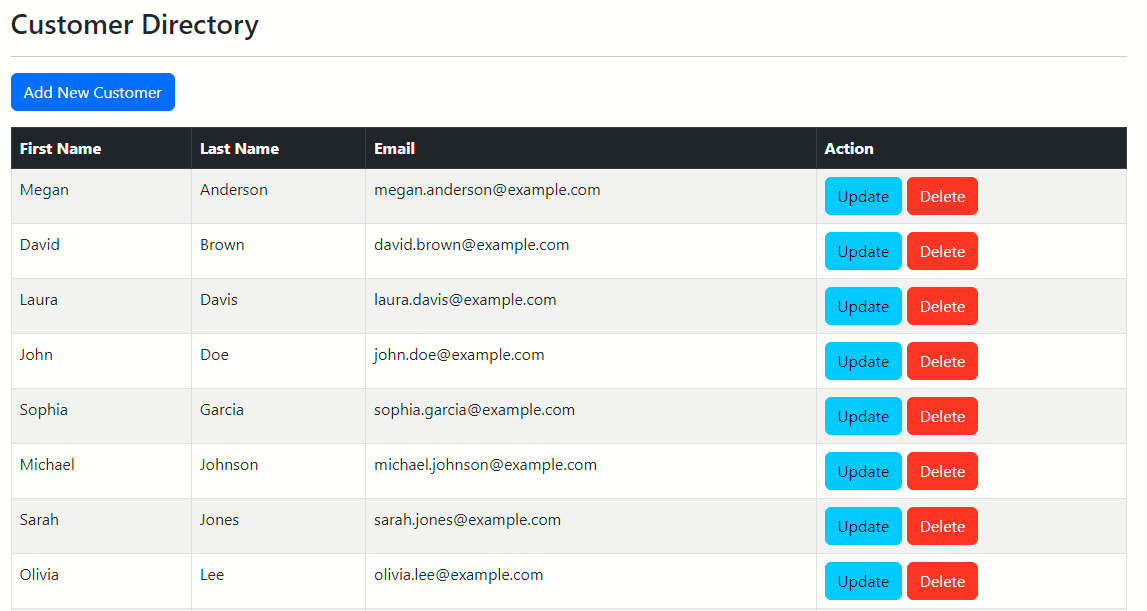 Customer Directory
Add New Customer
First Name Last Name Email Action
Megan Anderson megan.anderson@example.com Update Delete
David Brown david.brown@example.com Update Delete
Laura Davis laura.davis@example.com Update Delete
John Doe john.doe@example.com Update Delete
Sophia Garcia sophia.garcia@example.com Update Delete
Michael Johnson michael.johnson@example.com Update Delete
Sarah Jones sarah.jones@example.com Update Delete
Olivia Lee olivia.lee@example.com Update Delete